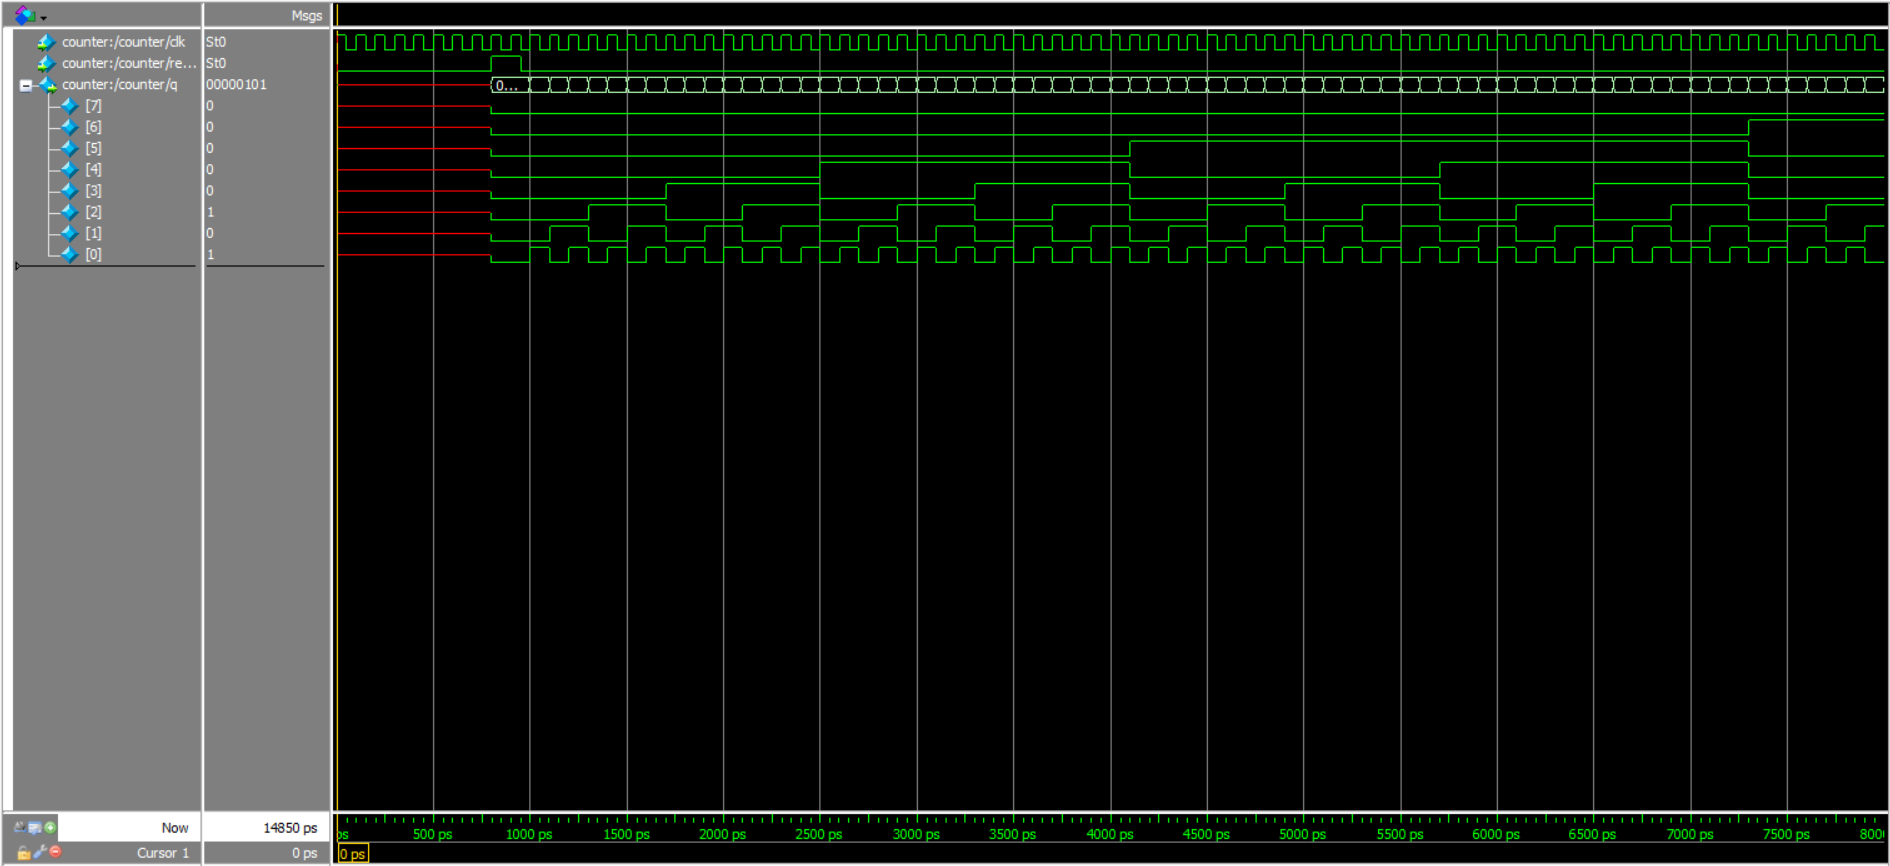 Msgs
counter:/counter/clk St0
counter:/counter/re... St0
counter:/counter/q 00000101 0...
[7] 0
[6] 0
[5] 0
[4] 0
[3] 0
[2] 1
[1] 0
[0] 1
Now 14850 ps ps 500 ps 1000 ps 1500 ps 2000 ps 2500 ps 3000 ps 3500 ps 4000 ps 4500 ps 5000 ps 5500 ps 6000 ps 6500 ps 7000 ps 7500 ps 8000
Cursor 1 0 ps 0 ps